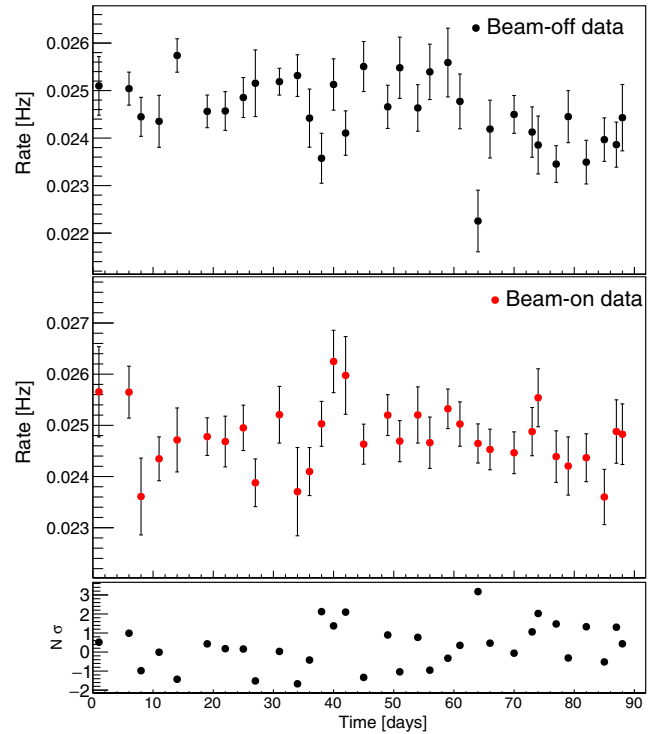 Beam-off data
Rate [Hz]
0.026
0.025
0.024
0.023
0.022
Beam-on data
Rate [Hz]
0.027
0.026
0.025
0.024
0.023
N σ
3
2
1
0
−1
−2
0 10 20 30 40 50 60 70 80 90
Time [days]